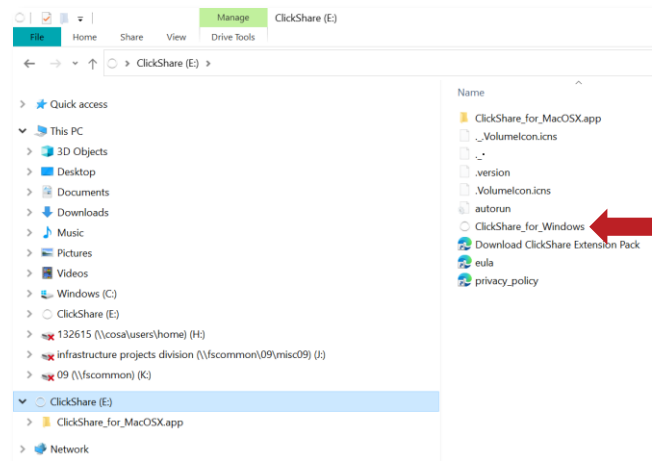 Manage
ClickShare (E:)
File
Home
Share
View
Drive Tools
ClickShare (E:)
Quick access
This PC
3D Objects
Desktop
Documents
Downloads
Music
Pictures
Videos
Windows (C:)
ClickShare (E:)
132615 (\\cosa\users\home) (H:)
infrastructure projects division (\\fscommon\09\misc09) (J:)
09 (\\fscommon) (K:)
ClickShare (E:)
ClickShare_for_MacOSX.app
Network
Name
ClickShare_for_MacOSX.app
._.VolumeIcon.icns
._•
.version
.VolumeIcon.icns
autorun
ClickShare_for_Windows
Download ClickShare Extension Pack
eula
privacy_policy